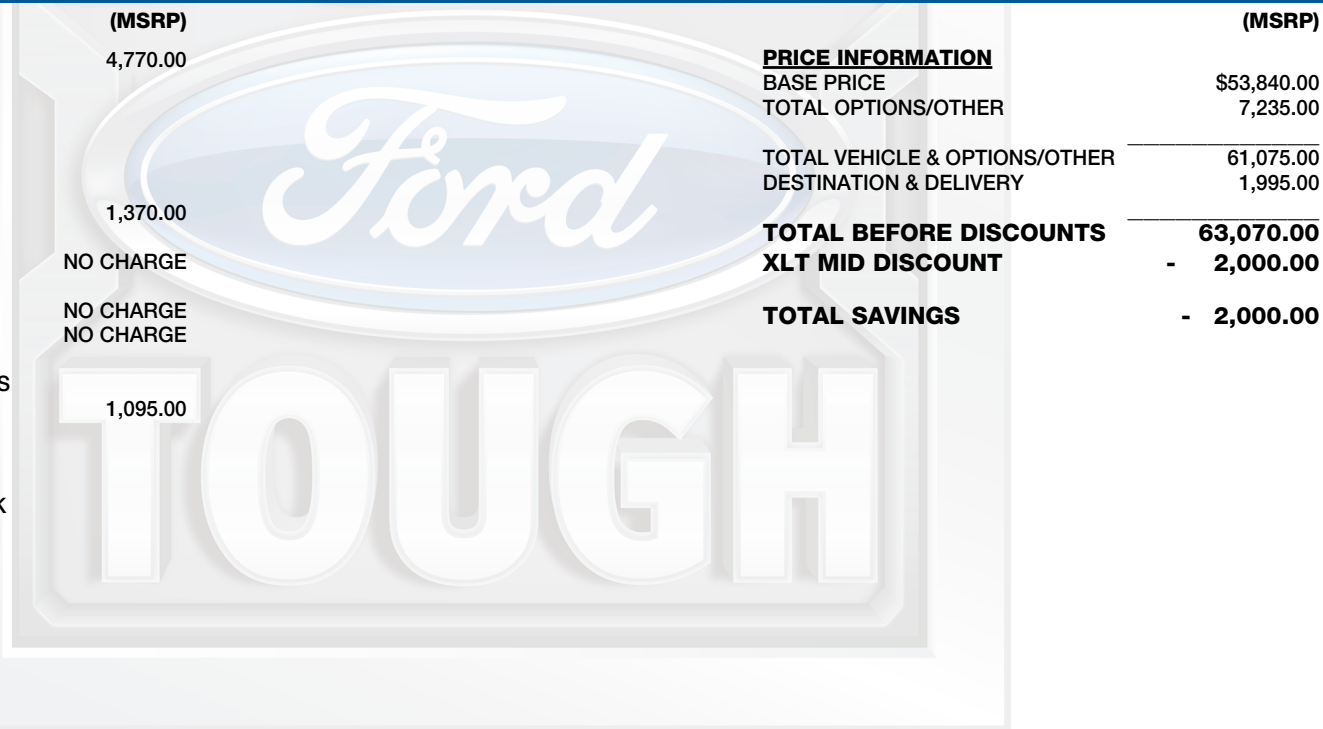 (MSRP)
4,770.00
1,370.00
NO CHARGE
NO CHARGE
NO CHARGE
S
1,095.00
K
Ford
TOUGH
(MSRP)
PRICE INFORMATION
BASE PRICE $53,840.00
TOTAL OPTIONS/OTHER 7,235.00
TOTAL VEHICLE & OPTIONS/OTHER 61,075.00
DESTINATION & DELIVERY 1,995.00
TOTAL BEFORE DISCOUNTS 63,070.00
XLT MID DISCOUNT - 2,000.00
TOTAL SAVINGS - 2,000.00